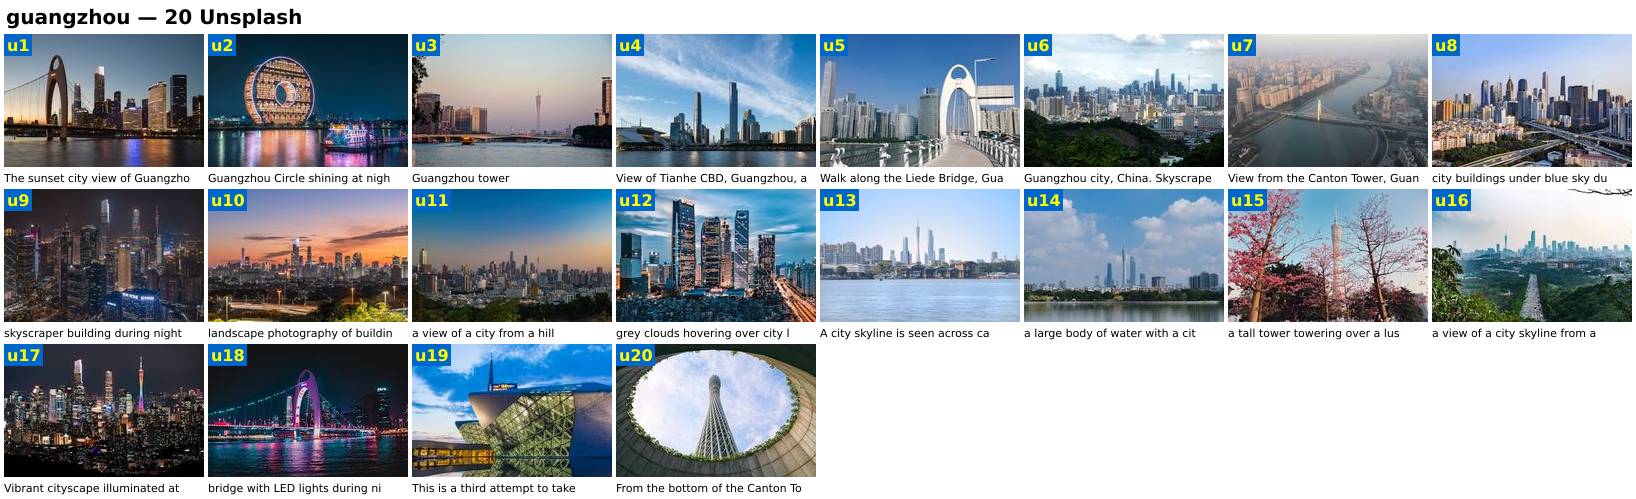 guangzhou — 20 Unsplash
u1 u2 u3 u4 u5 u6 u7 u8
The sunset city view of Guangzho
Guangzhou Circle shining at nigh
Guangzhou tower
View of Tianhe CBD, Guangzhou, a
Walk along the Liede Bridge, Gua
Guangzhou city, China. Skyscrape
View from the Canton Tower, Guan
city buildings under blue sky du
u9 u10 u11 u12 u13 u14 u15 u16
skyscraper building during night
landscape photography of buildin
a view of a city from a hill
grey clouds hovering over city l
A city skyline is seen across ca
a large body of water with a cit
a tall tower towering over a lus
a view of a city skyline from a
u17 u18 u19 u20
Vibrant cityscape illuminated at
bridge with LED lights during ni
This is a third attempt to take
From the bottom of the Canton To